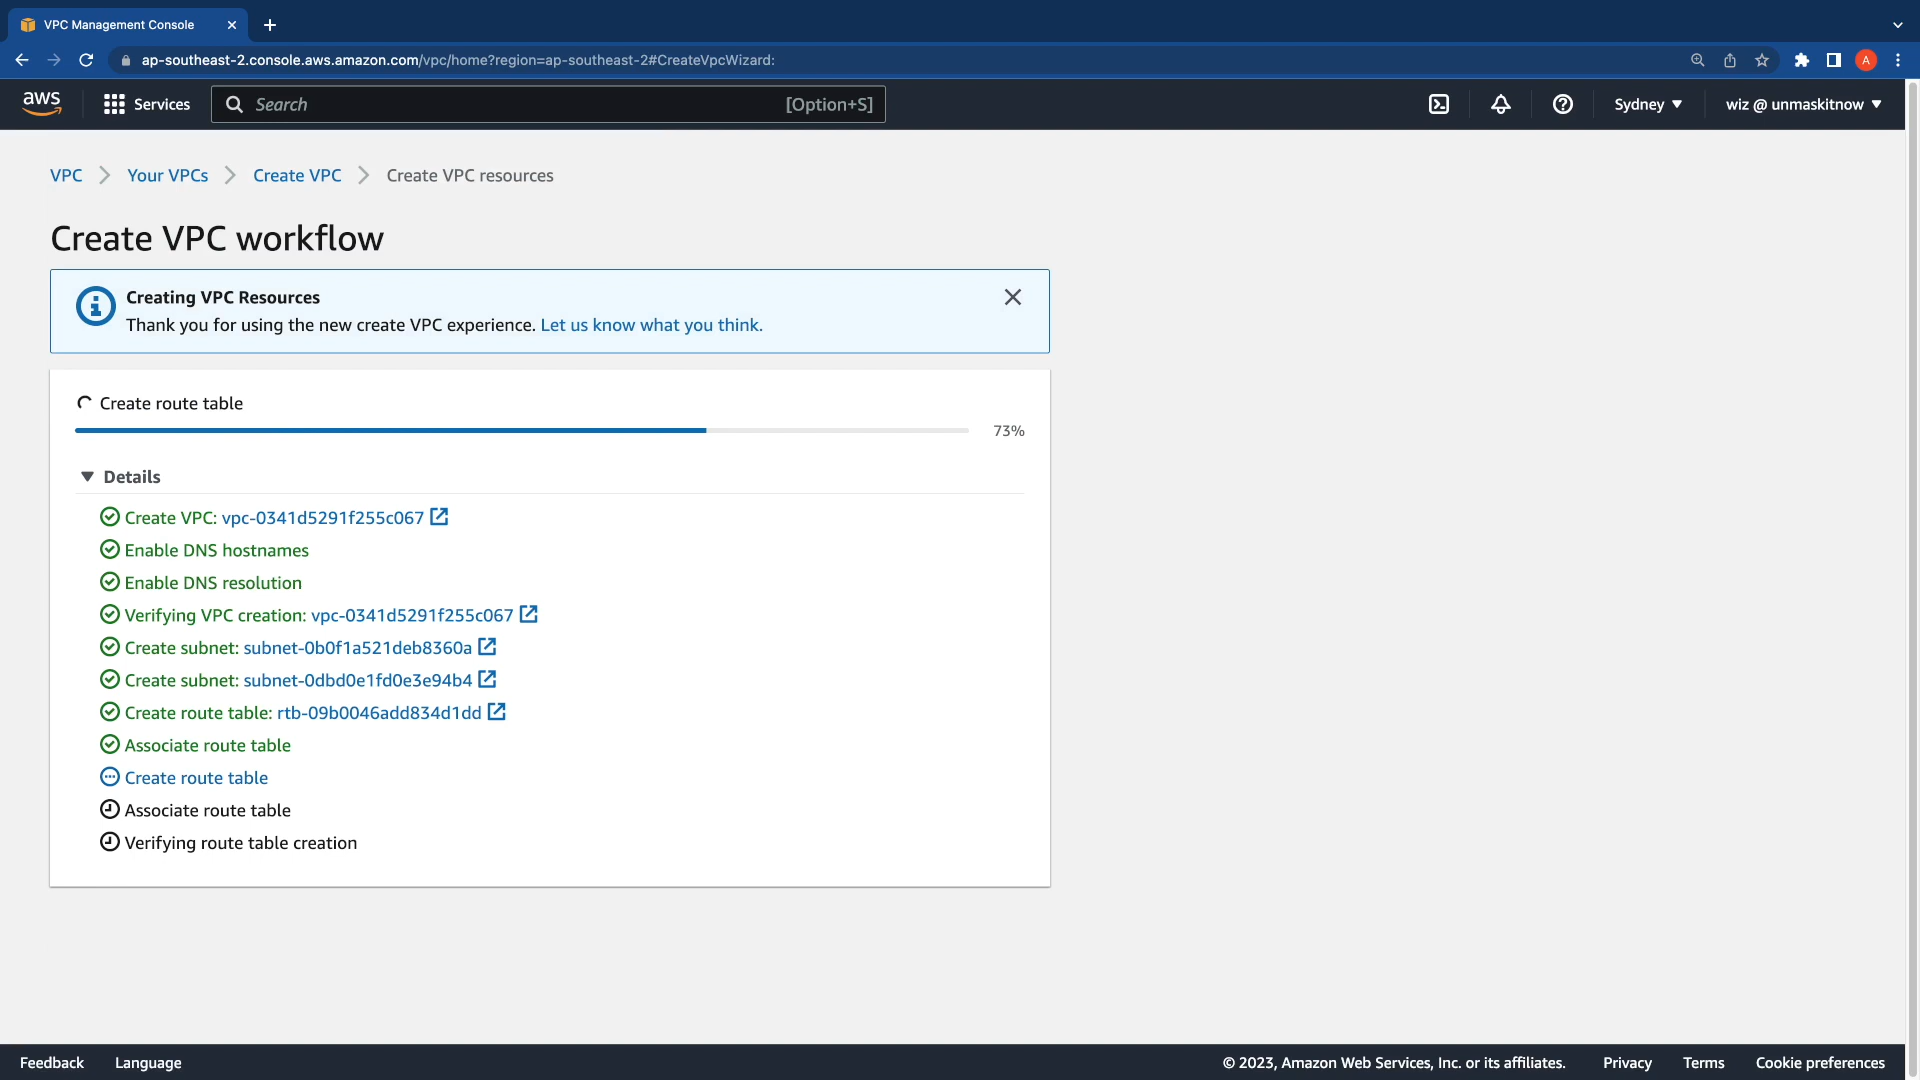 VPC Management Console
ap-southeast-2.console.aws.amazon.com/vpc/home?region=ap-southeast-2#CreateVpcWizard:
A
aws
Services
Search
[Option+S]
Sydney
wiz @ unmaskitnow
VPC
Your VPCs
Create VPC
Create VPC resources
Create VPC workflow
Creating VPC Resources
Thank you for using the new create VPC experience. Let us know what you think.
Create route table
73%
Details
Create VPC: vpc-0341d5291f255c067
Enable DNS hostnames
Enable DNS resolution
Verifying VPC creation: vpc-0341d5291f255c067
Create subnet: subnet-0b0f1a521deb8360a
Create subnet: subnet-0dbd0e1fd0e3e94b4
Create route table: rtb-09b0046add834d1dd
Associate route table
Create route table
Associate route table
Verifying route table creation
Feedback
Language
© 2023, Amazon Web Services, Inc. or its affiliates.
Privacy
Terms
Cookie preferences